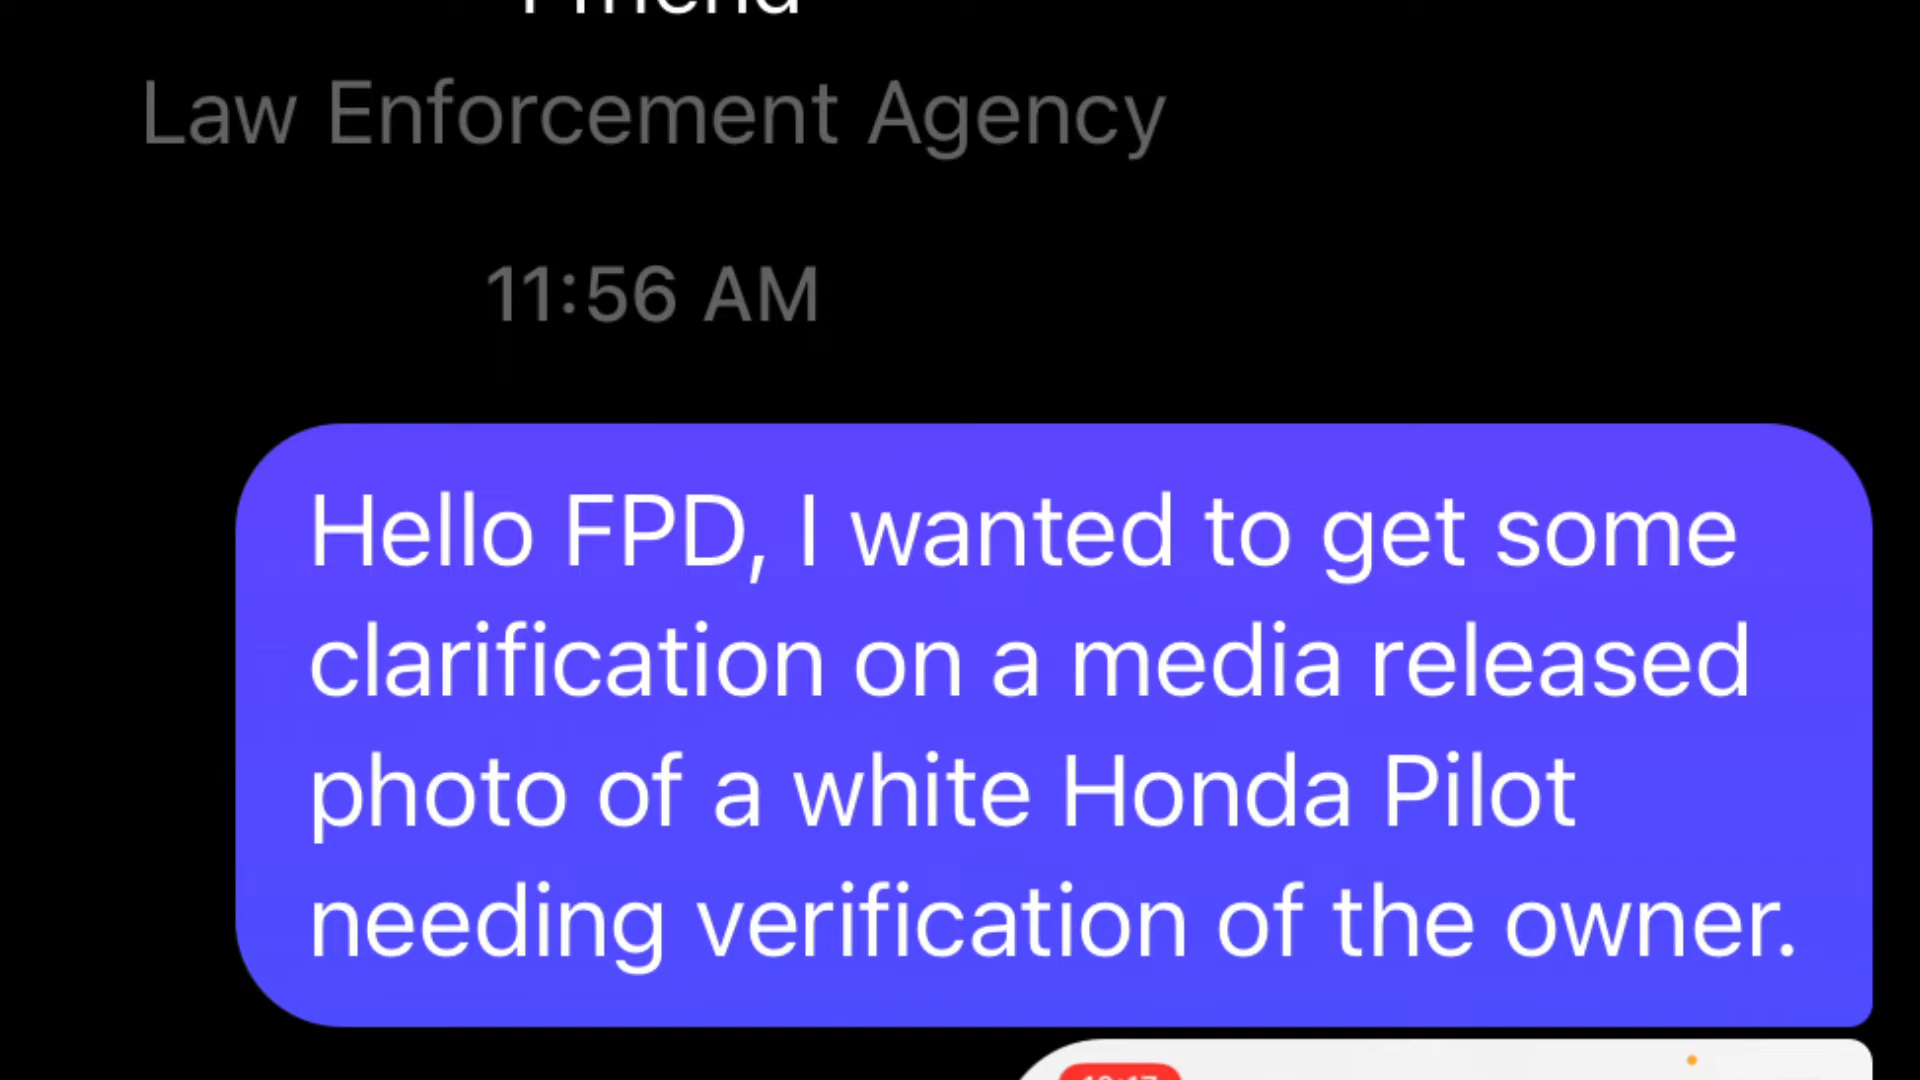 Law Enforcement Agency
11:56 AM
Hello FPD, I wanted to get some
clarification on a media released
photo of a white Honda Pilot
needing verification of the owner.